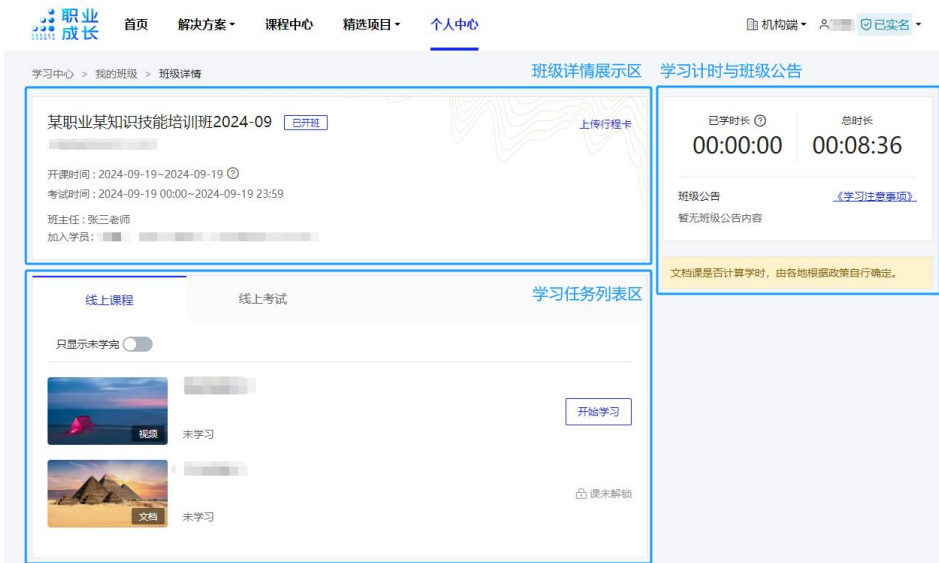 职业成长
首页 解决方案 课程中心 精选项目 个人中心 机构端 已实名
学习中心 > 我的班级 > 班级详情
班级详情展示区
学习计时与班级公告
某职业某知识技能培训班2024-09 已开班
上传行程卡
开课时间 : 2024-09-19~2024-09-19
考试时间 : 2024-09-19 00:00~2024-09-19 23:59
班主任 : 张三老师
加入学员:
已学时长 总时长
00:00:00 00:08:36
班级公告 《学习注意事项》
暂无班级公告内容
文档课是否计算学时,由各地根据政策自行确定。
线上课程 线上考试
学习任务列表区
只显示未学完
视频
未学习
开始学习
文档
未学习
课未解锁